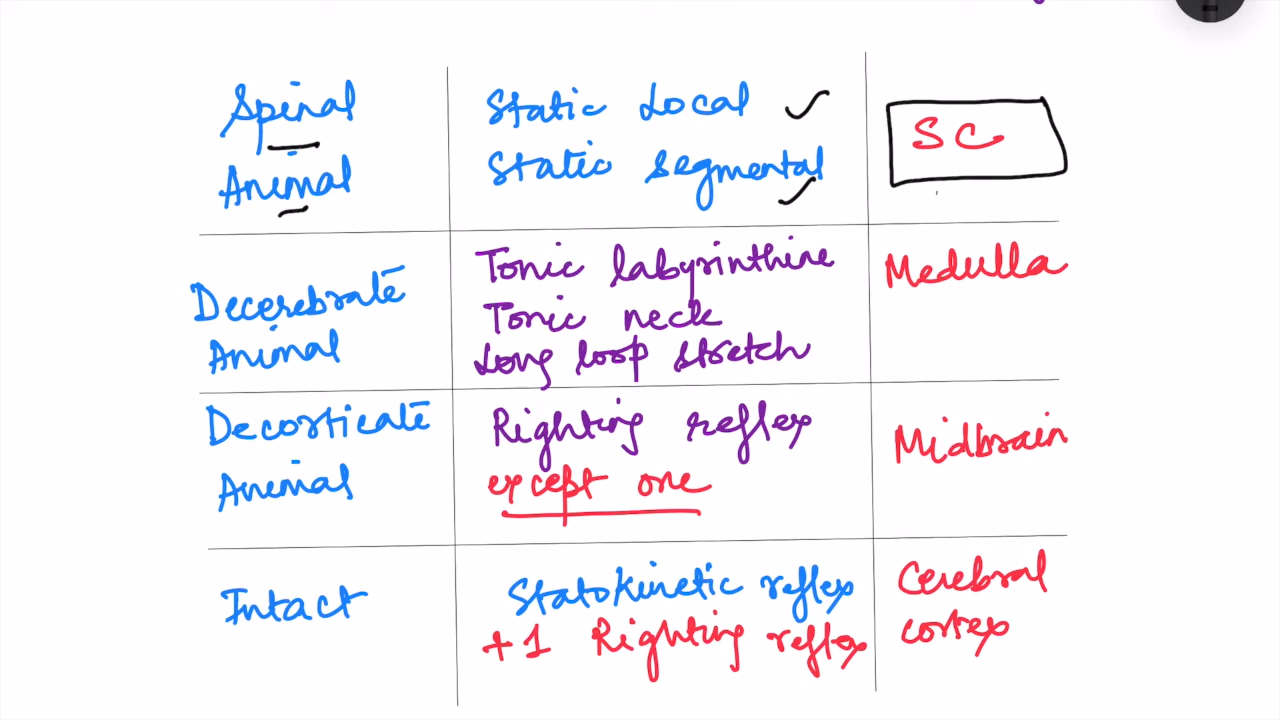 Spinal
Animal
Static Local ✓
Static segmental ✓
SC
Decerebrate
Animal
Tonic labyrinthine
Tonic neck
Long loop stretch
Medulla
Decorticate
Animal
Righting reflex
except one
Midbrain
Intact
Statokinetic reflex
+1 Righting reflex
Cerebral
cortex